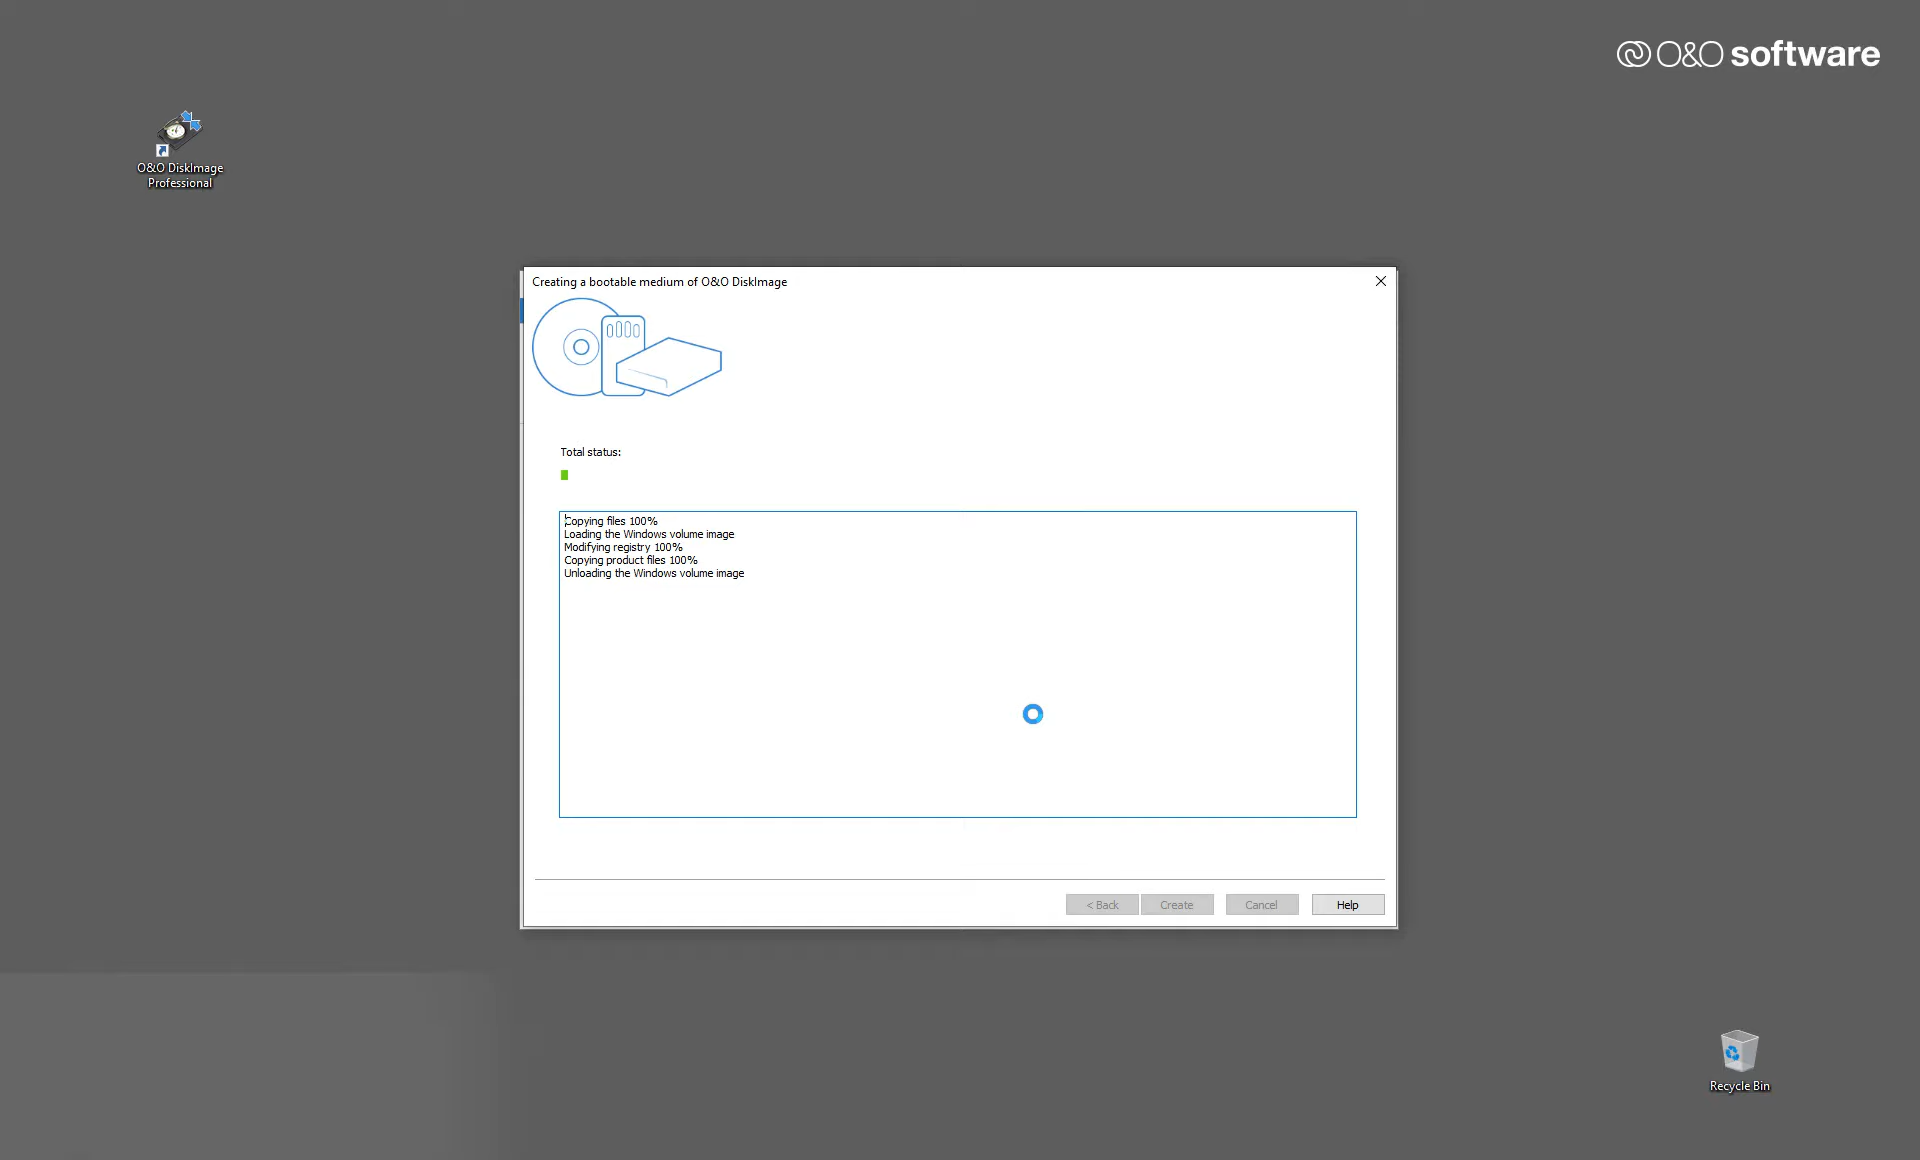 O&O software
O&O DiskImage
Professional
Creating a bootable medium of O&O DiskImage
Total status:
Copying files 100%
Loading the Windows volume image
Modifying registry 100%
Copying product files 100%
Unloading the Windows volume image
< Back
Create
Cancel
Help
Recycle Bin